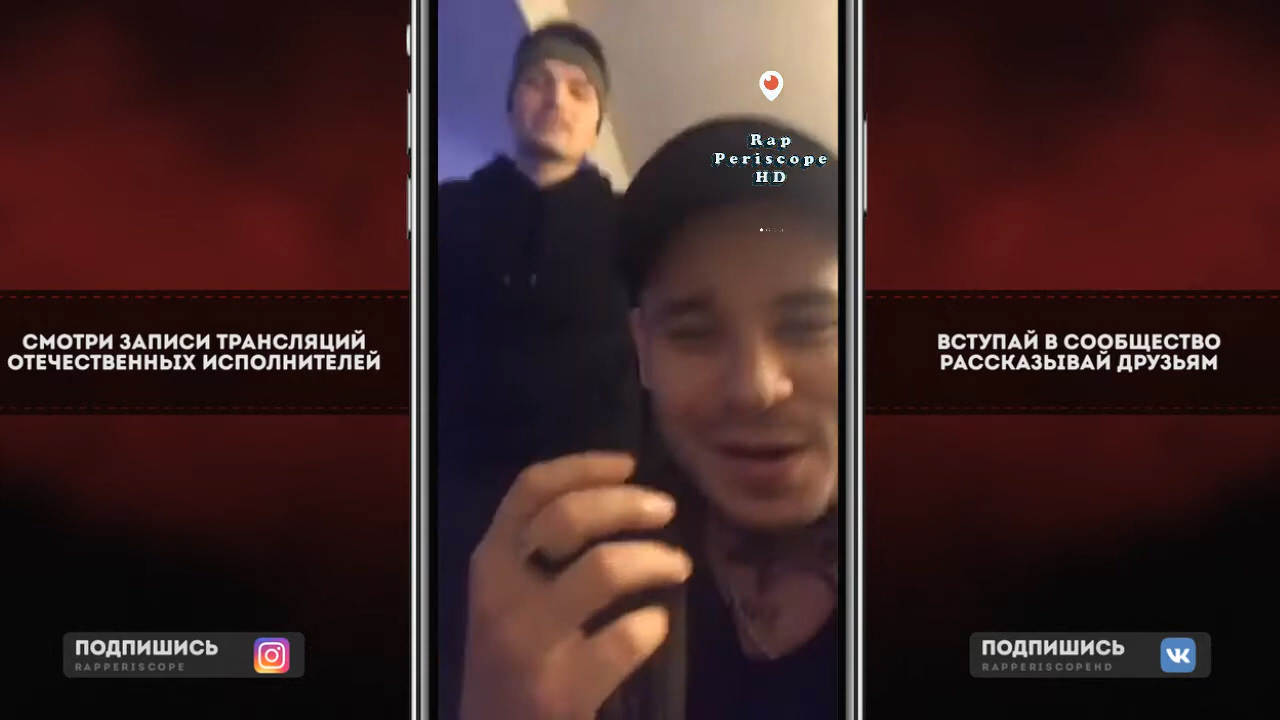 Rap
Periscope
HD
СМОТРИ ЗАПИСИ ТРАНСЛЯЦИЙ
ОТЕЧЕСТВЕННЫХ ИСПОЛНИТЕЛЕЙ
ВСТУПАЙ В СООБЩЕСТВО
РАССКАЗЫВАЙ ДРУЗЬЯМ
ПОДПИШИСЬ
RAPPERISCOPE
ПОДПИШИСЬ
RAPPERISCOPEHD